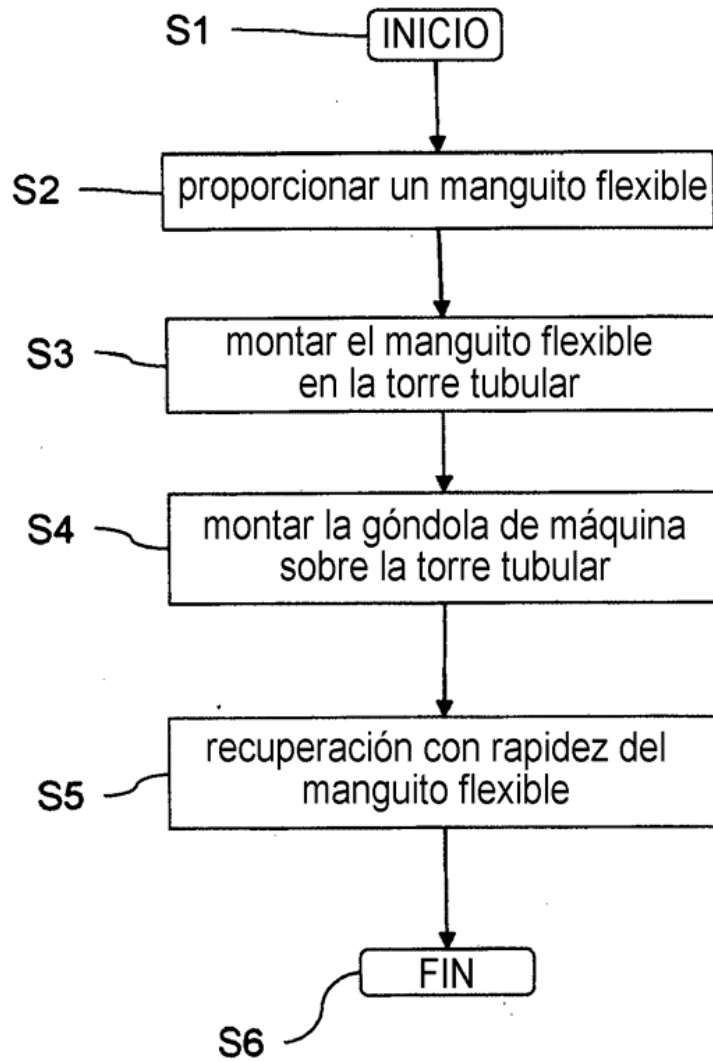 S1
INICIO
S2
proporcionar un manguito flexible
S3
montar el manguito flexible
en la torre tubular
S4
montar la góndola de máquina
sobre la torre tubular
S5
recuperación con rapidez del
manguito flexible
FIN
S6